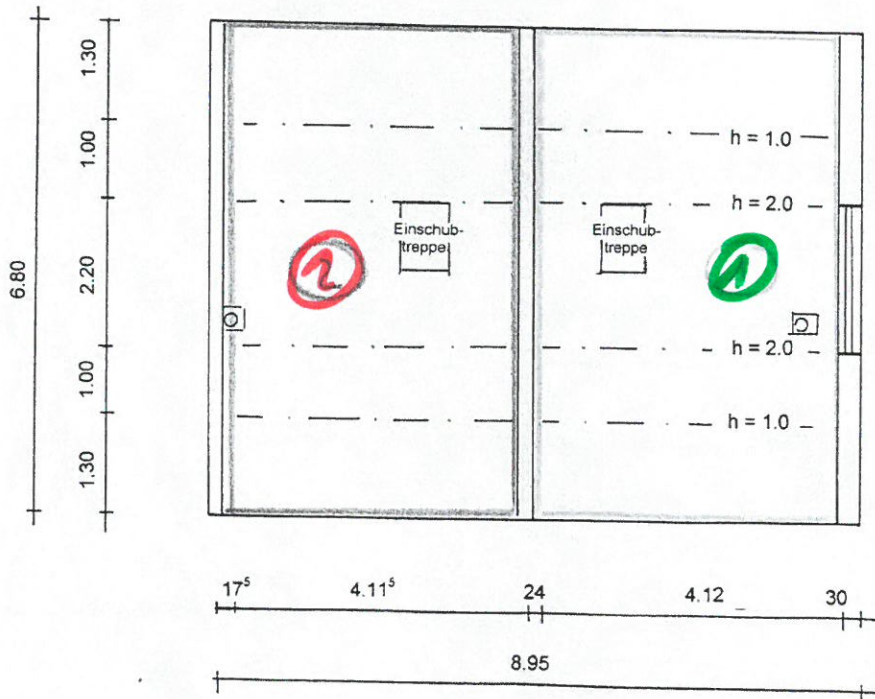 1.30
1.00
2.20
1.00
1.30
6.80
h = 1.0
h = 2.0
Einschub-
treppe
Einschub-
treppe
2
1
h = 2.0
h = 1.0
17⁵
4.11⁵
24
4.12
30
8.95